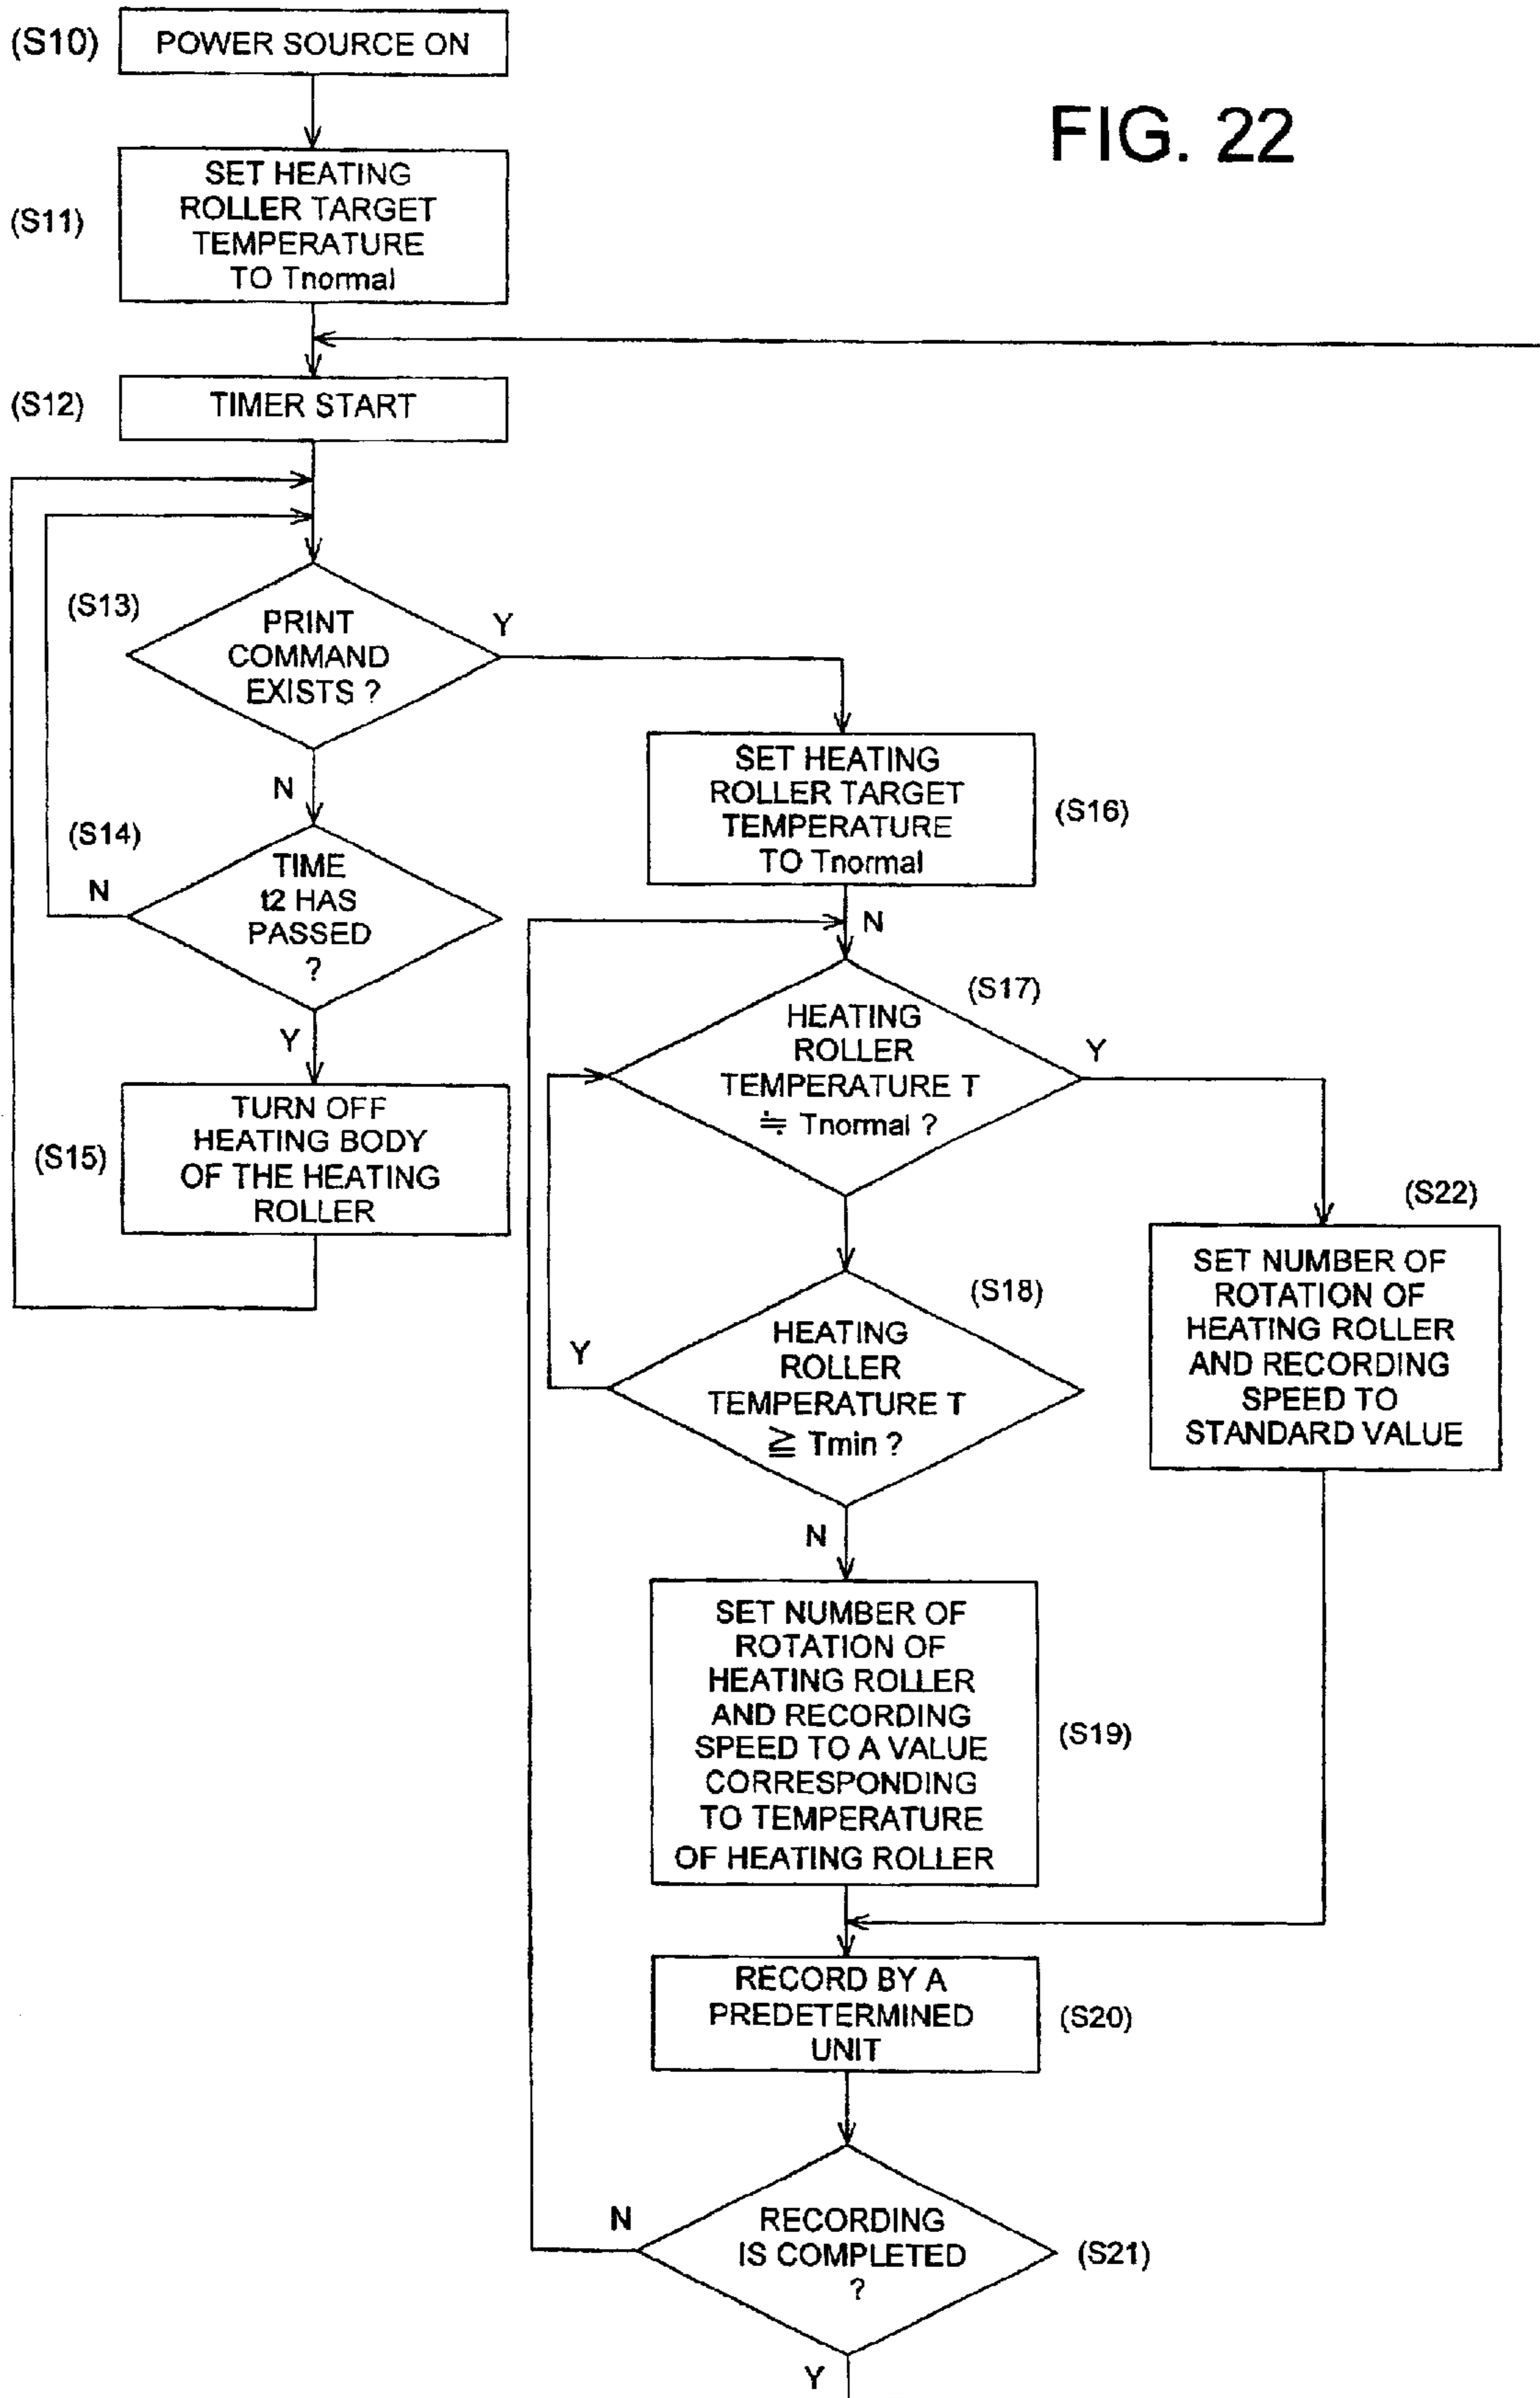 FIG. 22
(S10)
POWER SOURCE ON
(S11)
SET HEATING
ROLLER TARGET
TEMPERATURE
TO Tnormal
(S12)
TIMER START
(S13)
PRINT
COMMAND
EXISTS ?
Y
N
(S14)
TIME
t2 HAS
PASSED
?
N
Y
(S15)
TURN OFF
HEATING BODY
OF THE HEATING
ROLLER
SET HEATING
ROLLER TARGET
TEMPERATURE
TO Tnormal
(S16)
N
(S17)
HEATING
ROLLER
TEMPERATURE T
≒ Tnormal ?
Y
(S18)
HEATING
ROLLER
TEMPERATURE T
≧ Tmin ?
Y
N
(S22)
SET NUMBER OF
ROTATION OF
HEATING ROLLER
AND RECORDING
SPEED TO
STANDARD VALUE
SET NUMBER OF
ROTATION OF
HEATING ROLLER
AND RECORDING
SPEED TO A VALUE
CORRESPONDING
TO TEMPERATURE
OF HEATING ROLLER
(S19)
RECORD BY A
PREDETERMINED
UNIT
(S20)
N
RECORDING
IS COMPLETED
?
(S21)
Y